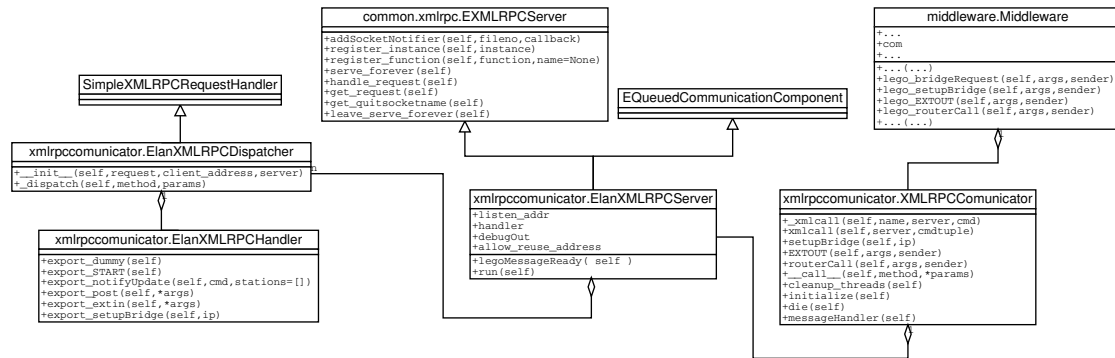 common.xmlrpc.EXMLRPCServer
+addSocketNotifier(self,fileno,callback)
+register_instance(self,instance)
+register_function(self,function,name=None)
+serve_forever(self)
+handle_request(self)
+get_request(self)
+get_quitsocketname(self)
+leave_serve_forever(self)
middleware.Middleware
+...
+com
+...
+...(...)
+lego_bridgeRequest(self,args,sender)
+lego_setupBridge(self,args,sender)
+lego_EXTOUT(self,args,sender)
+lego_routerCall(self,args,sender)
+...(...)
SimpleXMLRPCRequestHandler
EQueuedCommunicationComponent
xmlrpccomunicator.ElanXMLRPCDispatcher
+__init__(self,request,client_address,server)
+_dispatch(self,method,params)
n
1
1
xmlrpccomunicator.ElanXMLRPCHandler
+export_dummy(self)
+export_START(self)
+export_notifyUpdate(self,cmd,stations=[])
+export_post(self,*args)
+export_extin(self,*args)
+export_setupBridge(self,ip)
xmlrpccomunicator.ElanXMLRPCServer
+listen_addr
+handler
+debugOut
+allow_reuse_address
+legoMessageReady( self )
+run(self)
xmlrpccomunicator.XMLRPCComunicator
+_xmlcall(self,name,server,cmd)
+xmlcall(self,server,cmdtuple)
+setupBridge(self,ip)
+EXTOUT(self,args,sender)
+routerCall(self,args,sender)
+__call__(self,method,*params)
+cleanup_threads(self)
+initialize(self)
+die(self)
+messageHandler(self)
1